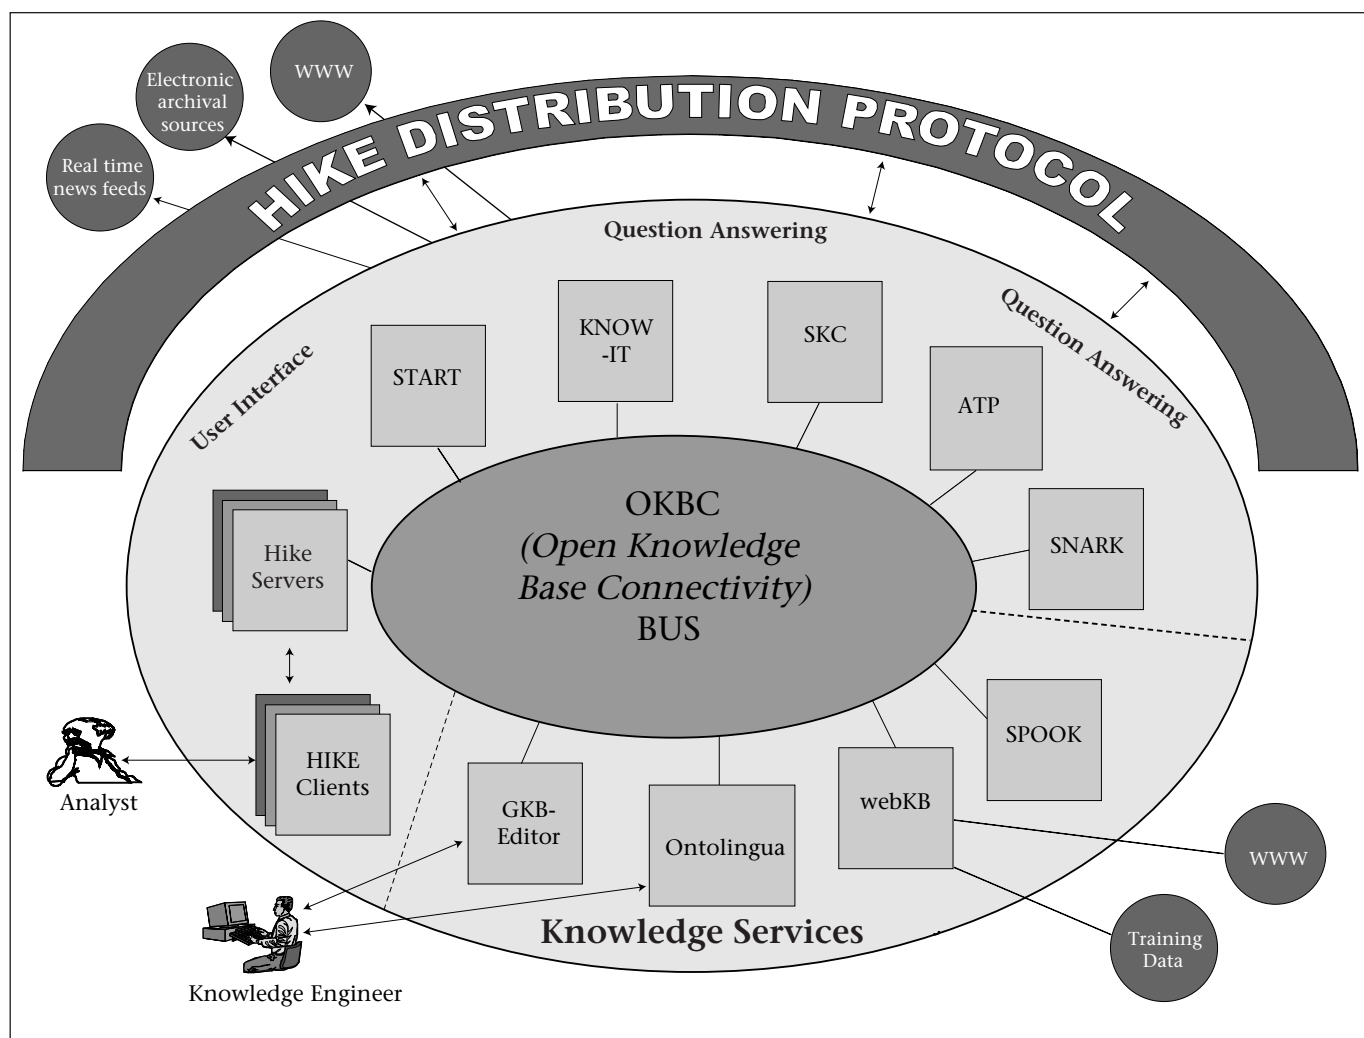 WWW
Electronic
archival
sources
Real time
news feeds
HIKE DISTRIBUTION PROTOCOL
Question Answering
Question Answering
User Interface
KNOW
-IT
SKC
START
ATP
OKBC
(Open Knowledge
Base Connectivity)
BUS
Hike
Servers
SNARK
SPOOK
HIKE
Clients
Analyst
GKB-
Editor
Ontolingua
webKB
WWW
Knowledge Services
Training
Data
Knowledge Engineer